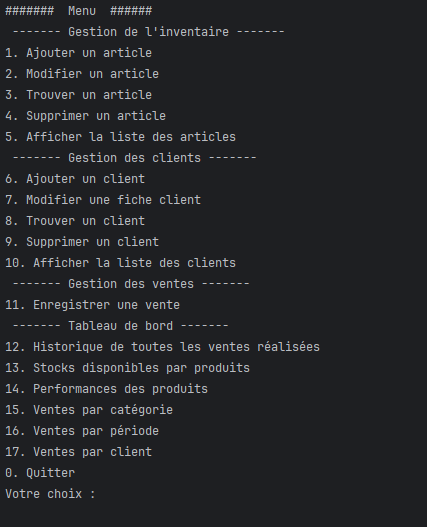 #######  Menu  ######
------- Gestion de l'inventaire -------
1. Ajouter un article
2. Modifier un article
3. Trouver un article
4. Supprimer un article
5. Afficher la liste des articles
------- Gestion des clients -------
6. Ajouter un client
7. Modifier une fiche client
8. Trouver un client
9. Supprimer un client
10. Afficher la liste des clients
------- Gestion des ventes -------
11. Enregistrer une vente
------- Tableau de bord -------
12. Historique de toutes les ventes réalisées
13. Stocks disponibles par produits
14. Performances des produits
15. Ventes par catégorie
16. Ventes par période
17. Ventes par client
0. Quitter
Votre choix :